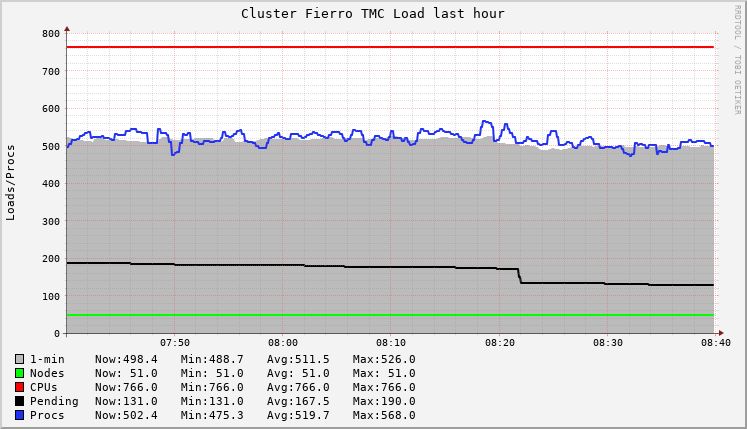 Cluster Fierro TMC Load last hour
RRDTOOL / TOBI OETIKER
Loads/Procs
800
700
600
500
400
300
200
100
0
07:50 08:00 08:10 08:20 08:30 08:40
1-min Now:498.4 Min:488.7 Avg:511.5 Max:526.0
Nodes Now: 51.0 Min: 51.0 Avg: 51.0 Max: 51.0
CPUs Now:766.0 Min:766.0 Avg:766.0 Max:766.0
Pending Now:131.0 Min:131.0 Avg:167.5 Max:190.0
Procs Now:502.4 Min:475.3 Avg:519.7 Max:568.0